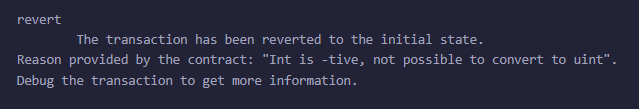 revert
The transaction has been reverted to the initial state.
Reason provided by the contract: "Int is -tive, not possible to convert to uint".
Debug the transaction to get more information.